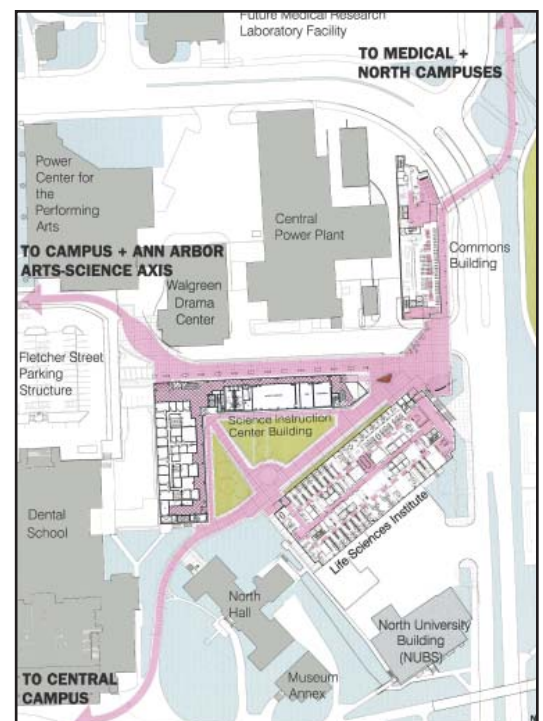 Future Medical Research
Laboratory Facility
TO MEDICAL +
NORTH CAMPUSES
Power
Center for
the
Performing
Arts
Central
Power Plant
Commons
Building
TO CAMPUS + ANN ARBOR
ARTS-SCIENCE AXIS
Walgreen
Drama
Center
Fletcher Street
Parking
Structure
Science Instruction
Center Building
Life Sciences Institute
Dental
School
North
Hall
North University
Building
(NUBS)
Museum
Annex
TO CENTRAL
CAMPUS